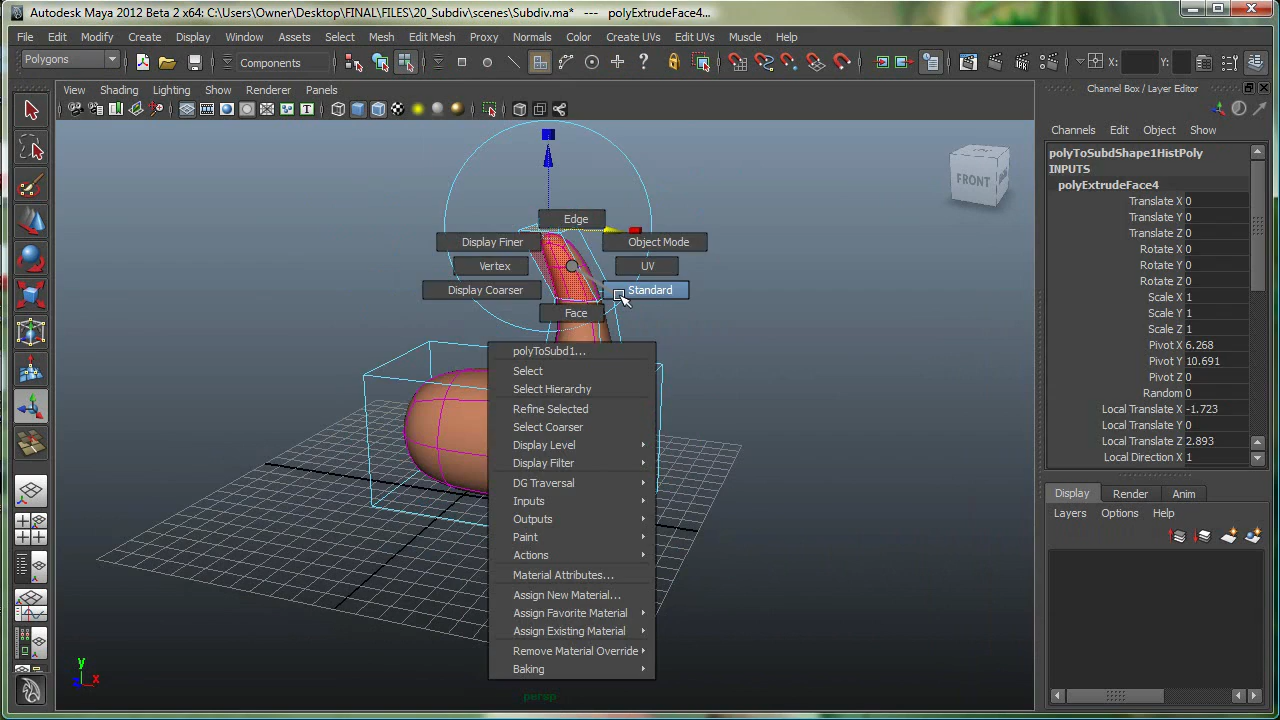 Autodesk Maya 2012 Beta 2 x64: C:\Users\Owner\Desktop\FINAL\FILES\20_Subdiv\scenes\Subdiv.ma* --- polyExtrudeFace4...
File Edit Modify Create Display Window Assets Select Mesh Edit Mesh Proxy Normals Color Create UVs Edit UVs Muscle Help
Polygons Components X: Y:
View Shading Lighting Show Renderer Panels
Channel Box / Layer Editor
Channels Edit Object Show
polyToSubdShape1HistPoly
INPUTS
polyExtrudeFace4
Translate X 0
Translate Y 0
Translate Z 0
Rotate X 0
Rotate Y 0
Rotate Z 0
Scale X 1
Scale Y 1
Scale Z 1
Pivot X 6.268
Pivot Y 10.691
Pivot Z 0
Random 0
Local Translate X -1.723
Local Translate Y 0
Local Translate Z 2.893
Local Direction X 1
Display Render Anim
Layers Options Help
FRONT
Edge
Display Finer Object Mode
Vertex UV
Display Coarser Standard
Face
polyToSubd1...
Select
Select Hierarchy
Refine Selected
Select Coarser
Display Level
Display Filter
DG Traversal
Inputs
Outputs
Paint
Actions
Material Attributes...
Assign New Material...
Assign Favorite Material
Assign Existing Material
Remove Material Override
Baking
y
z x
persp